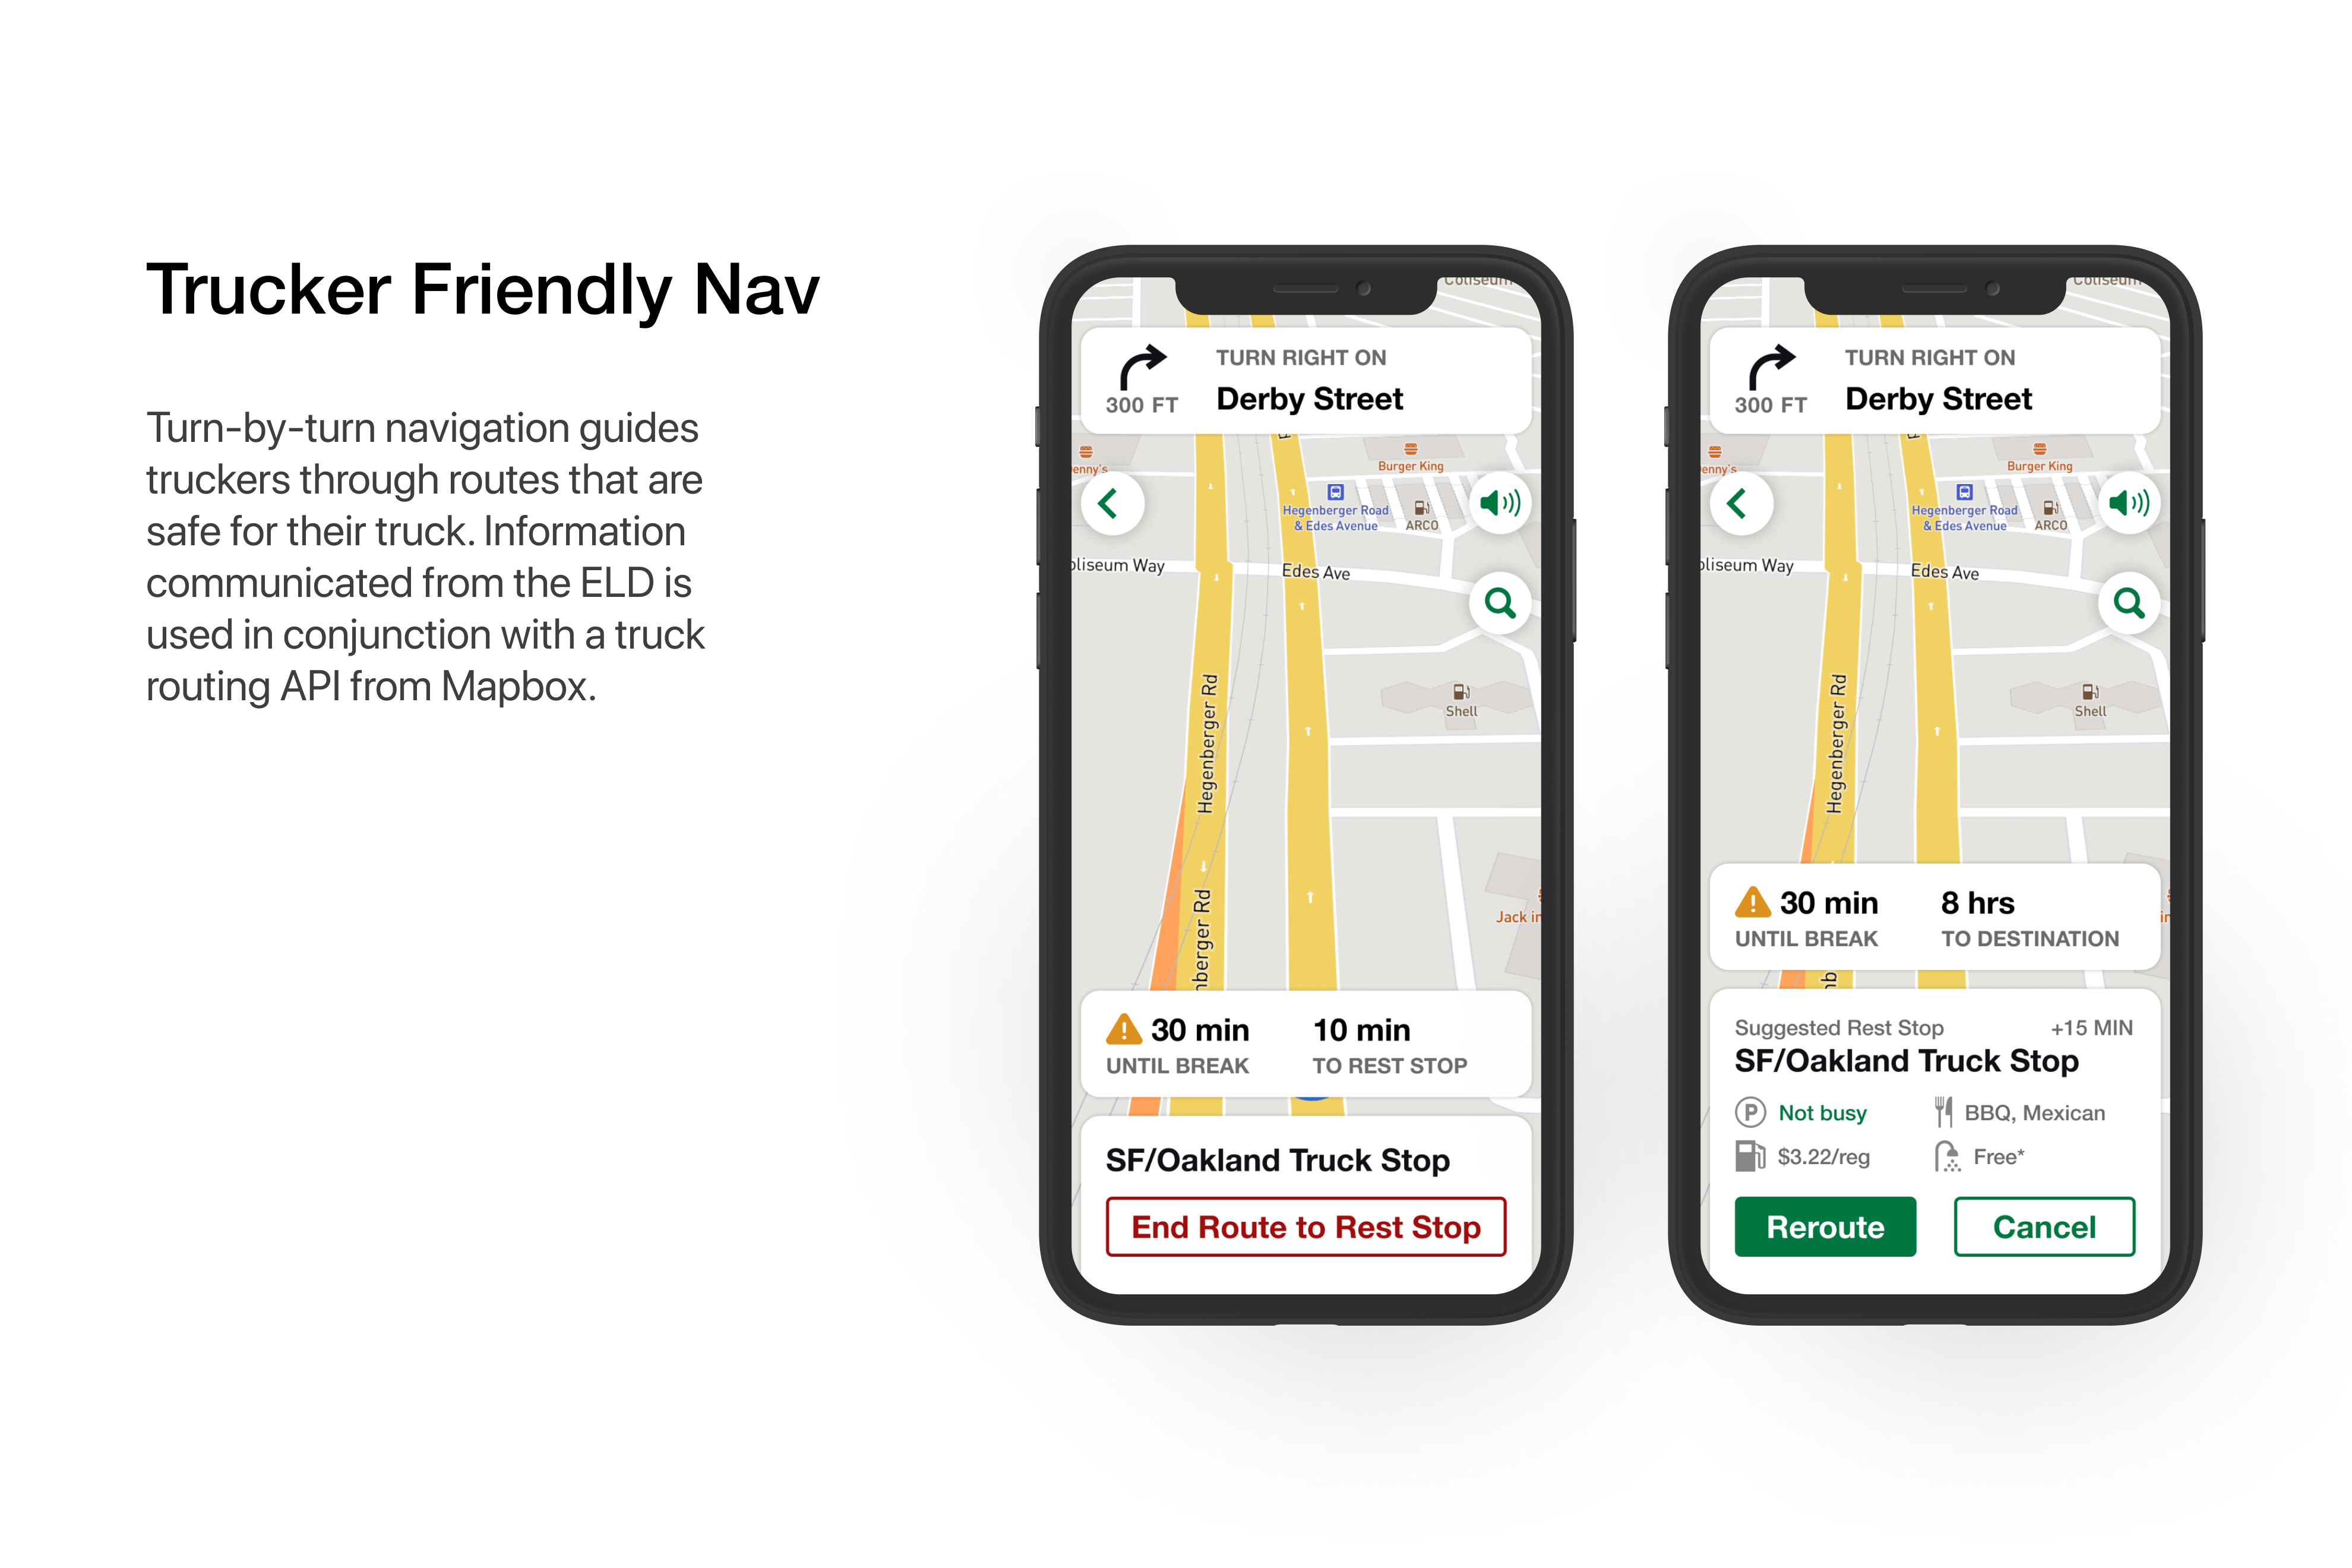 Trucker Friendly Nav
Turn-by-turn navigation guides
truckers through routes that are
safe for their truck. Information
communicated from the ELD is
used in conjunction with a truck
routing API from Mapbox.
Coliseum
TURN RIGHT ON
300 FT
Derby Street
enny's
Burger King
Hegenberger Road
& Edes Avenue
ARCO
oliseum Way
Edes Ave
Hegenberger Rd
Shell
nberger Rd
Jack in
30 min
UNTIL BREAK
10 min
TO REST STOP
SF/Oakland Truck Stop
End Route to Rest Stop
Coliseum
TURN RIGHT ON
300 FT
Derby Street
enny's
Burger King
Hegenberger Road
& Edes Avenue
ARCO
oliseum Way
Edes Ave
Hegenberger Rd
Shell
in
30 min
UNTIL BREAK
8 hrs
TO DESTINATION
nb
Suggested Rest Stop
+15 MIN
SF/Oakland Truck Stop
P
Not busy
BBQ, Mexican
$3.22/reg
Free*
Reroute
Cancel